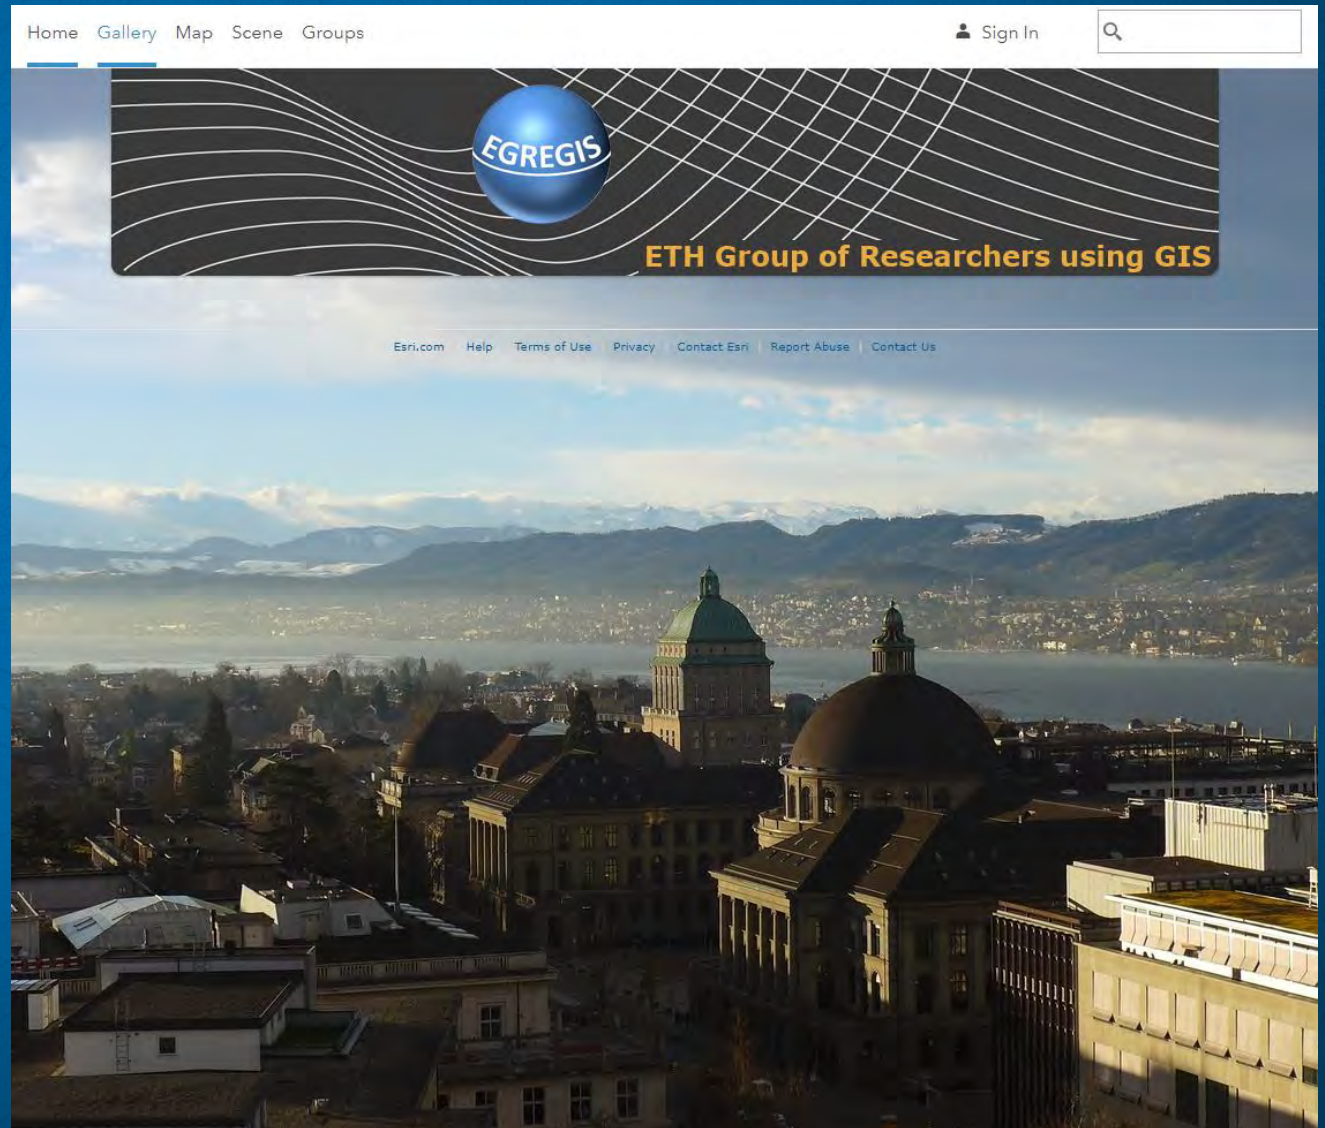 Home Gallery Map Scene Groups Sign In
EGREGIS
ETH Group of Researchers using GIS
Esri.com Help Terms of Use Privacy Contact Esri Report Abuse Contact Us